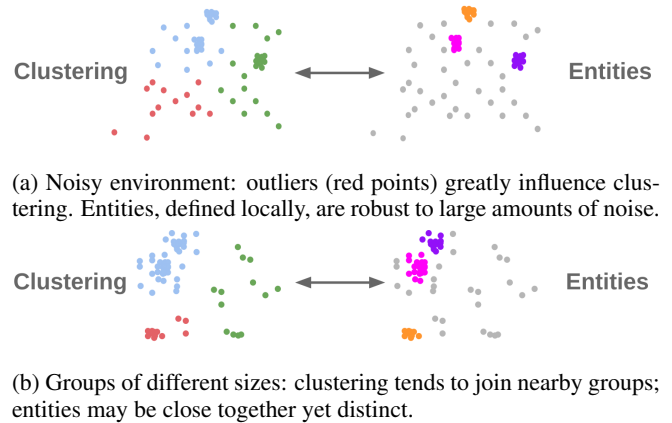 Clustering
Entities
(a) Noisy environment: outliers (red points) greatly influence clus-
tering. Entities, defined locally, are robust to large amounts of noise.
Clustering
Entities
(b) Groups of different sizes: clustering tends to join nearby groups;
entities may be close together yet distinct.